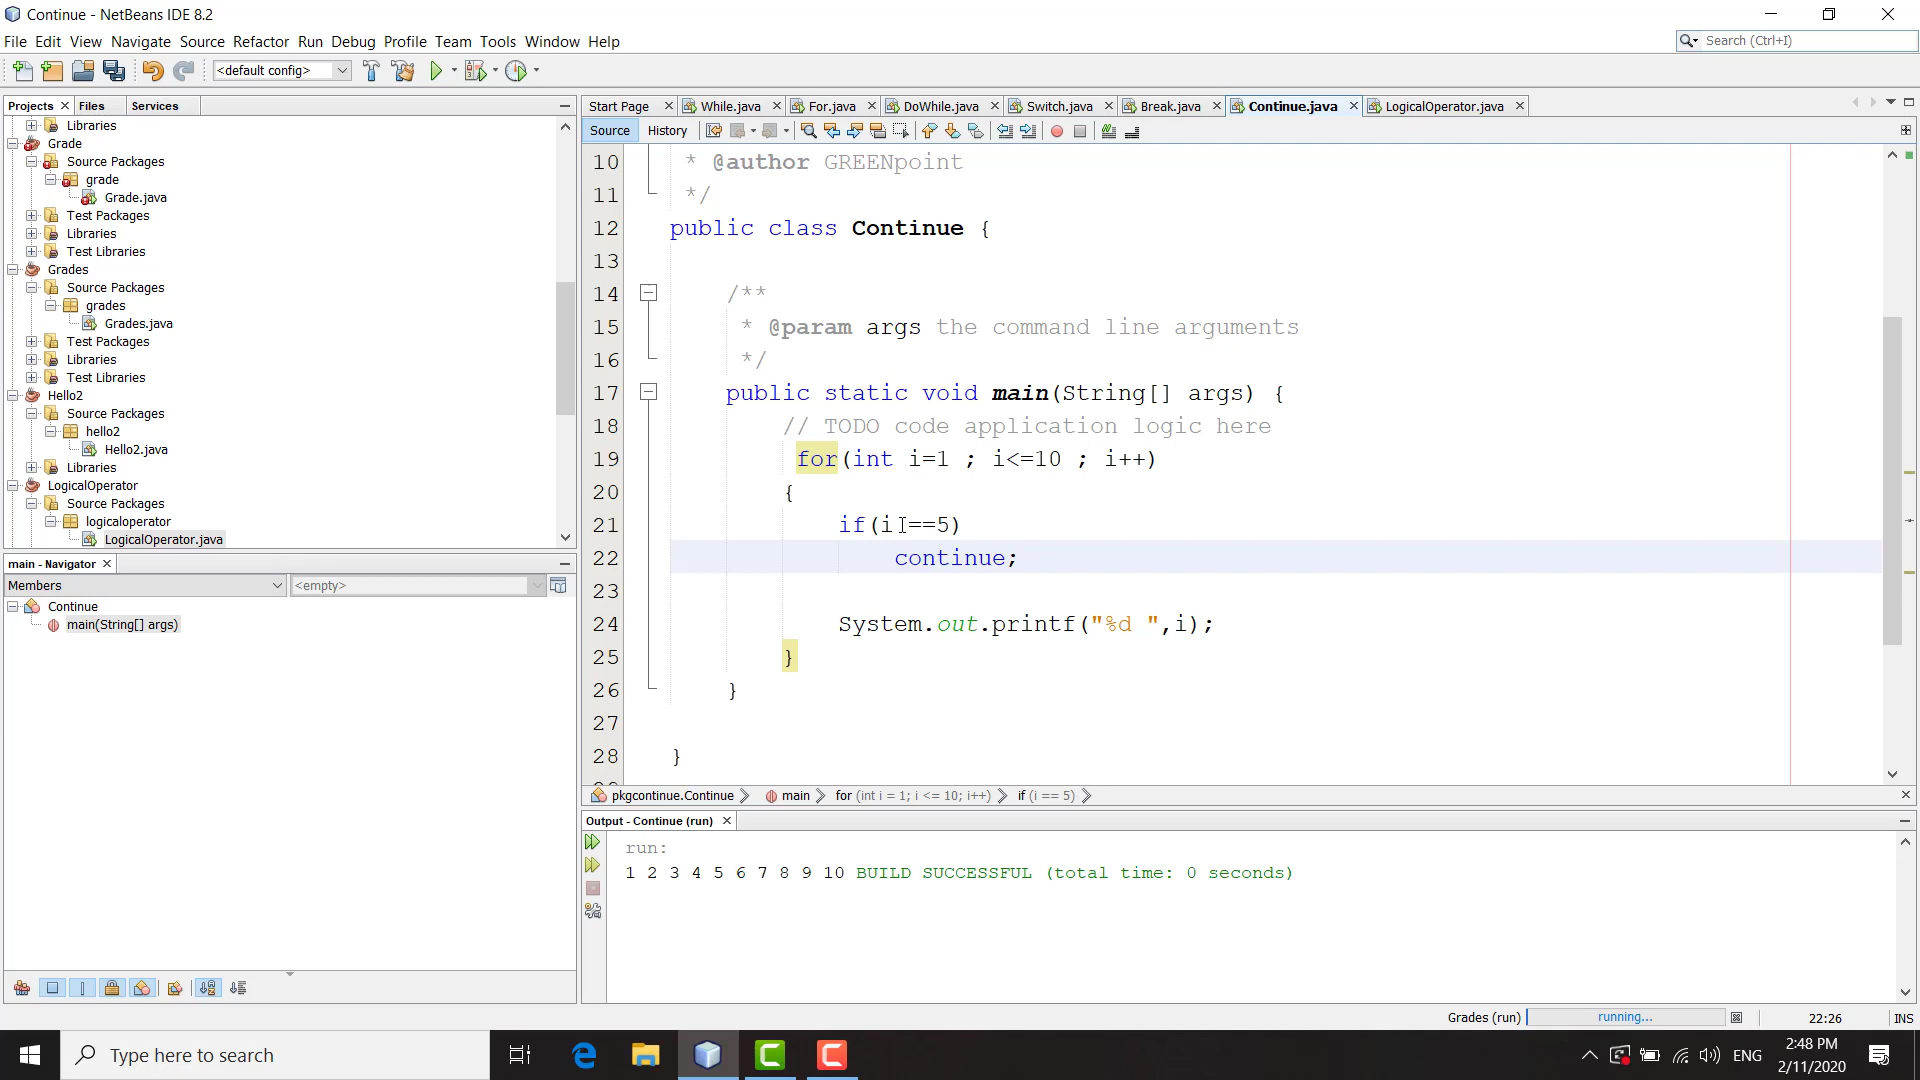 Continue - NetBeans IDE 8.2
File Edit View Navigate Source Refactor Run Debug Profile Team Tools Window Help
Search (Ctrl+I)
<default config>
Projects Files Services
Libraries
Grade
Source Packages
grade
Grade.java
Test Packages
Libraries
Test Libraries
Grades
Source Packages
grades
Grades.java
Test Packages
Libraries
Test Libraries
Hello2
Source Packages
hello2
Hello2.java
Libraries
LogicalOperator
Source Packages
logicaloperator
LogicalOperator.java
main - Navigator
Members <empty>
Continue
main(String[] args)
Start Page While.java For.java DoWhile.java Switch.java Break.java Continue.java LogicalOperator.java
Source History
10 * @author GREENpoint
11 */
12 public class Continue {
13
14 /**
15 * @param args the command line arguments
16 */
17 public static void main(String[] args) {
18 // TODO code application logic here
19 for(int i=1 ; i<=10 ; i++)
20 {
21 if(i ==5)
22 continue;
23
24 System.out.printf("%d ",i);
25 }
26 }
27
28 }
pkgcontinue.Continue main for (int i = 1; i <= 10; i++) if (i == 5)
Output - Continue (run)
run:
1 2 3 4 5 6 7 8 9 10 BUILD SUCCESSFUL (total time: 0 seconds)
Grades (run) running... 22:26 INS
Type here to search
ENG
2:48 PM
2/11/2020